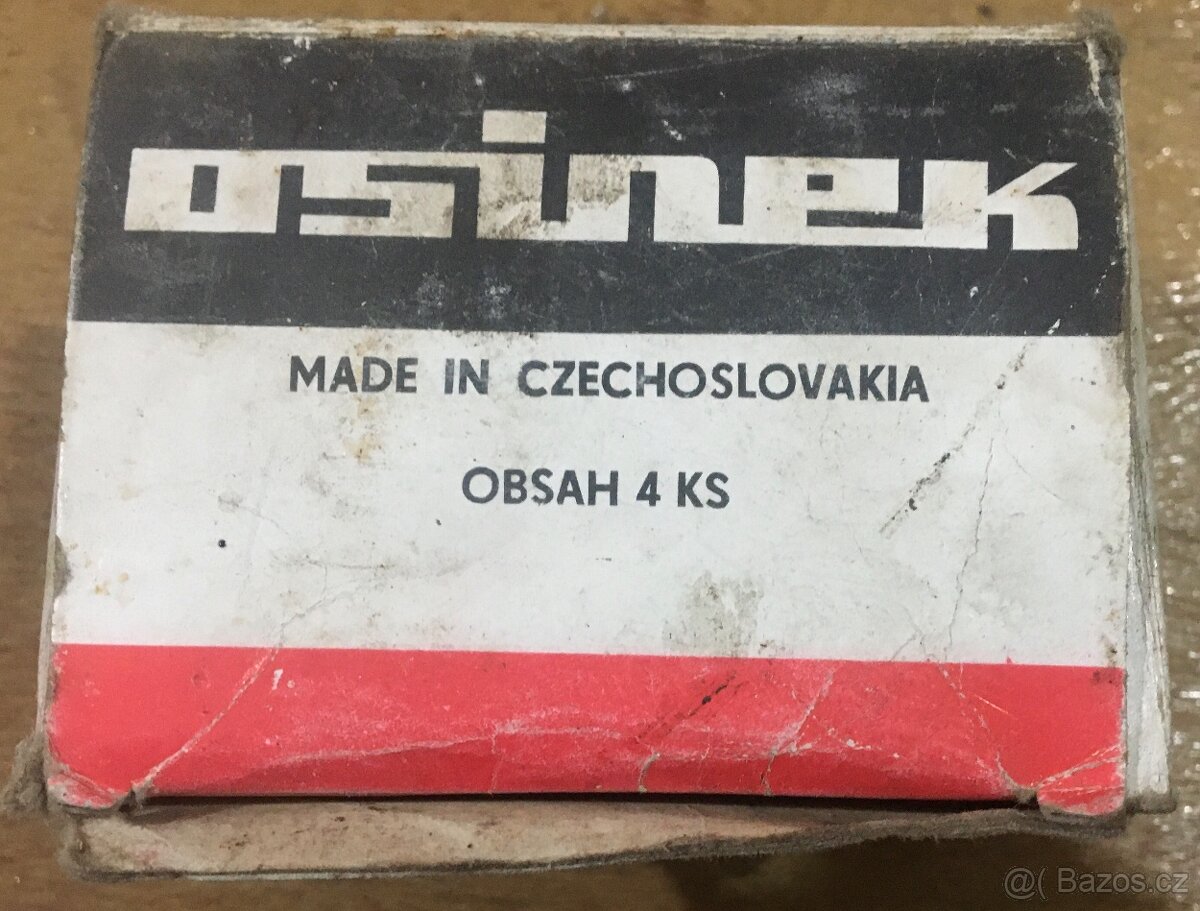 osinek
MADE IN CZECHOSLOVAKIA
OBSAH 4 KS
@( Bazos.cz